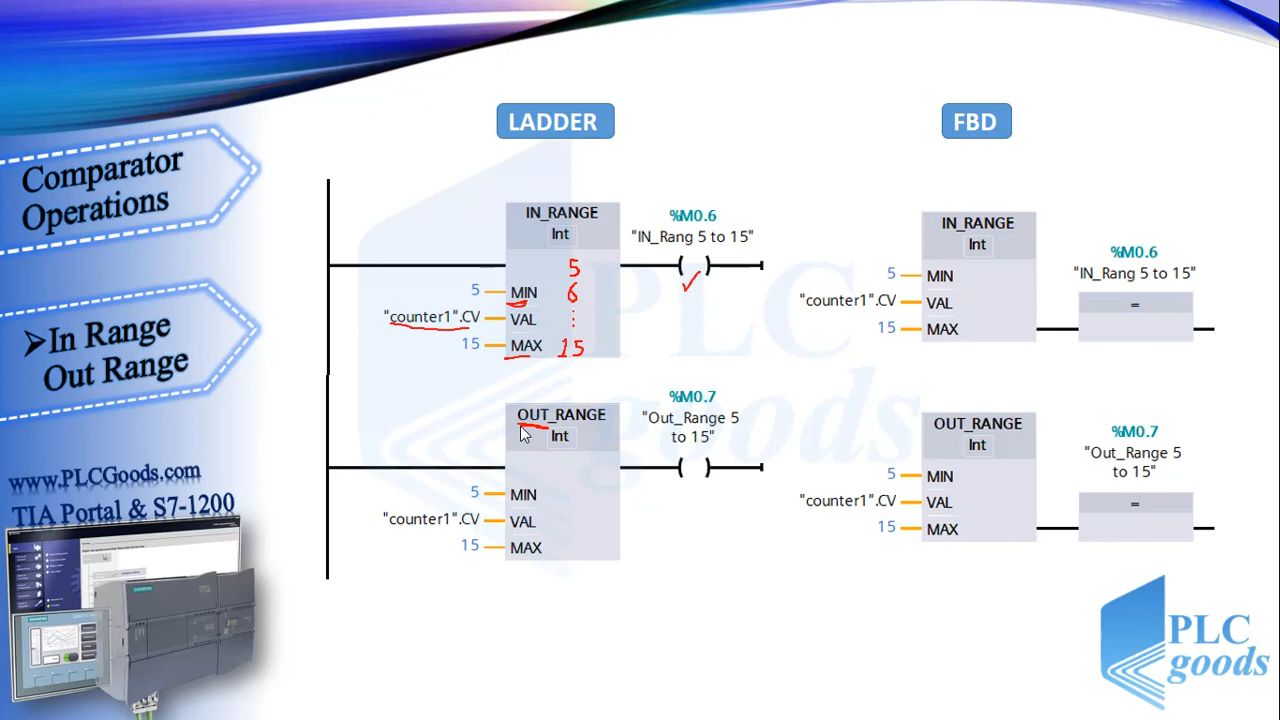 LADDER
FBD
Comparator
Operations
➢In Range
Out Range
www.PLCGoods.com
TIA Portal & S7-1200
IN_RANGE
Int
5
MIN
"counter1".CV
VAL
15
MAX
5
6
:
15
%M0.6
"IN_Rang 5 to 15"
OUT_RANGE
Int
5
MIN
"counter1".CV
VAL
15
MAX
%M0.7
"Out_Range 5
to 15"
IN_RANGE
Int
5
MIN
"counter1".CV
VAL
15
MAX
%M0.6
"IN_Rang 5 to 15"
=
OUT_RANGE
Int
5
MIN
"counter1".CV
VAL
15
MAX
%M0.7
"Out_Range 5
to 15"
=
PLC
goods
PLC
goods
SIEMENS